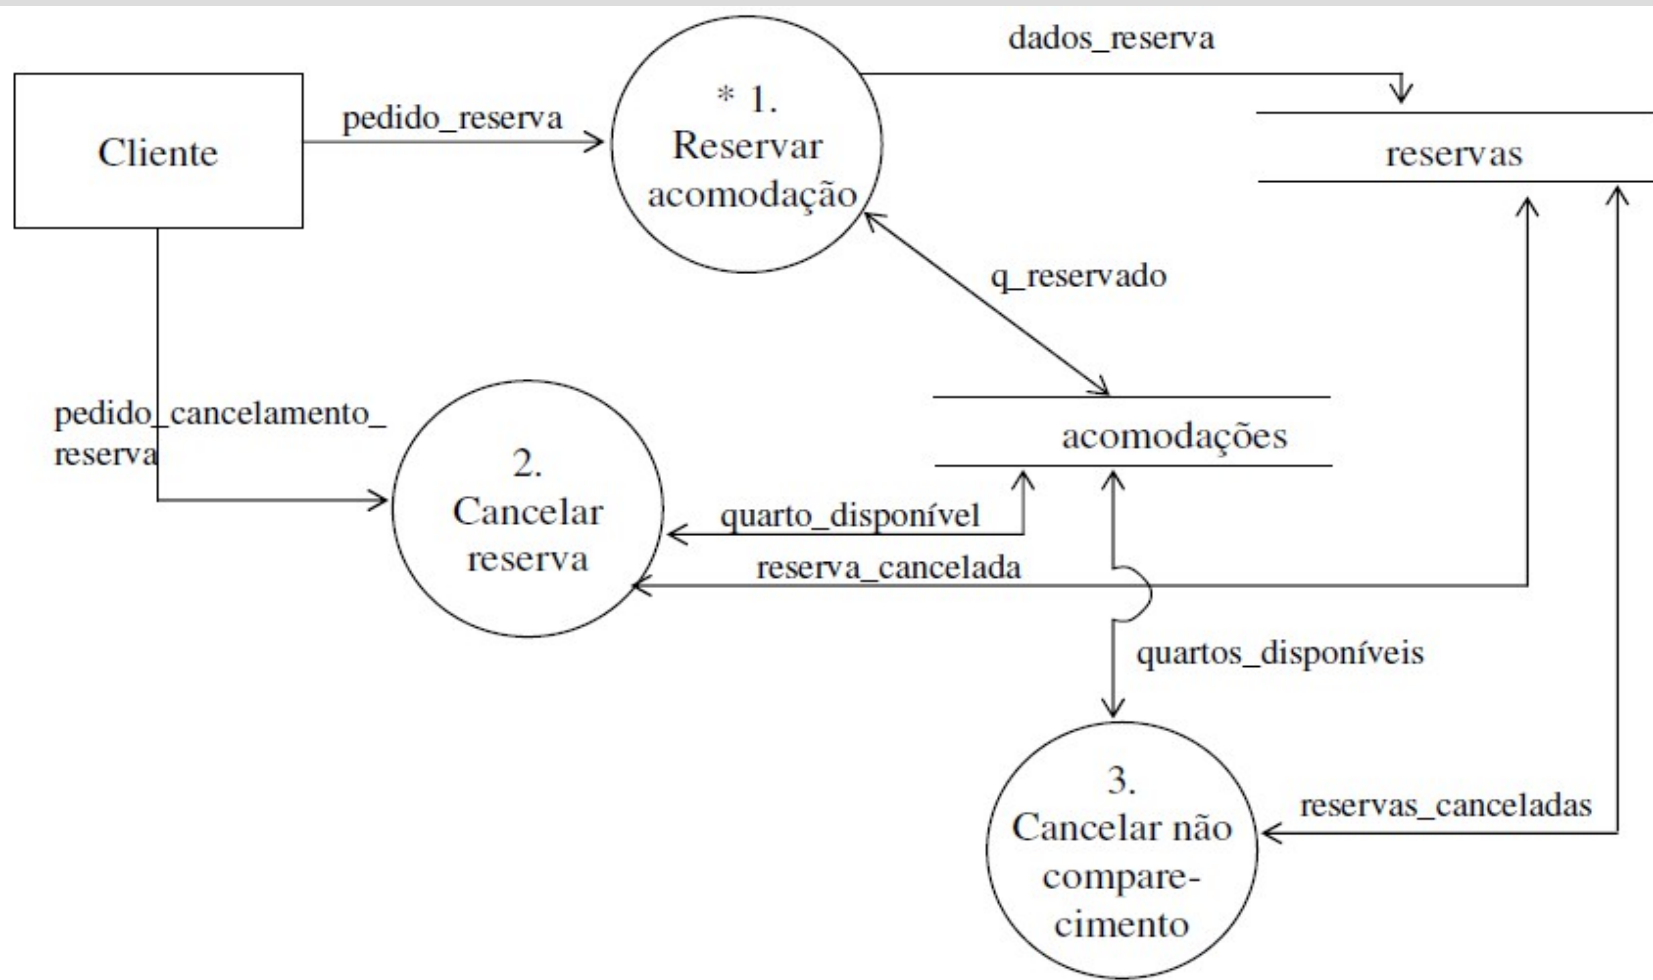 dados_reserva
* 1.
Reservar
acomodação
pedido_reserva
Cliente
reservas
q_reservado
pedido_cancelamento_
reserva
acomodações
2.
Cancelar
reserva
quarto_disponível
reserva_cancelada
quartos_disponíveis
3.
Cancelar não
compare-
cimento
reservas_canceladas